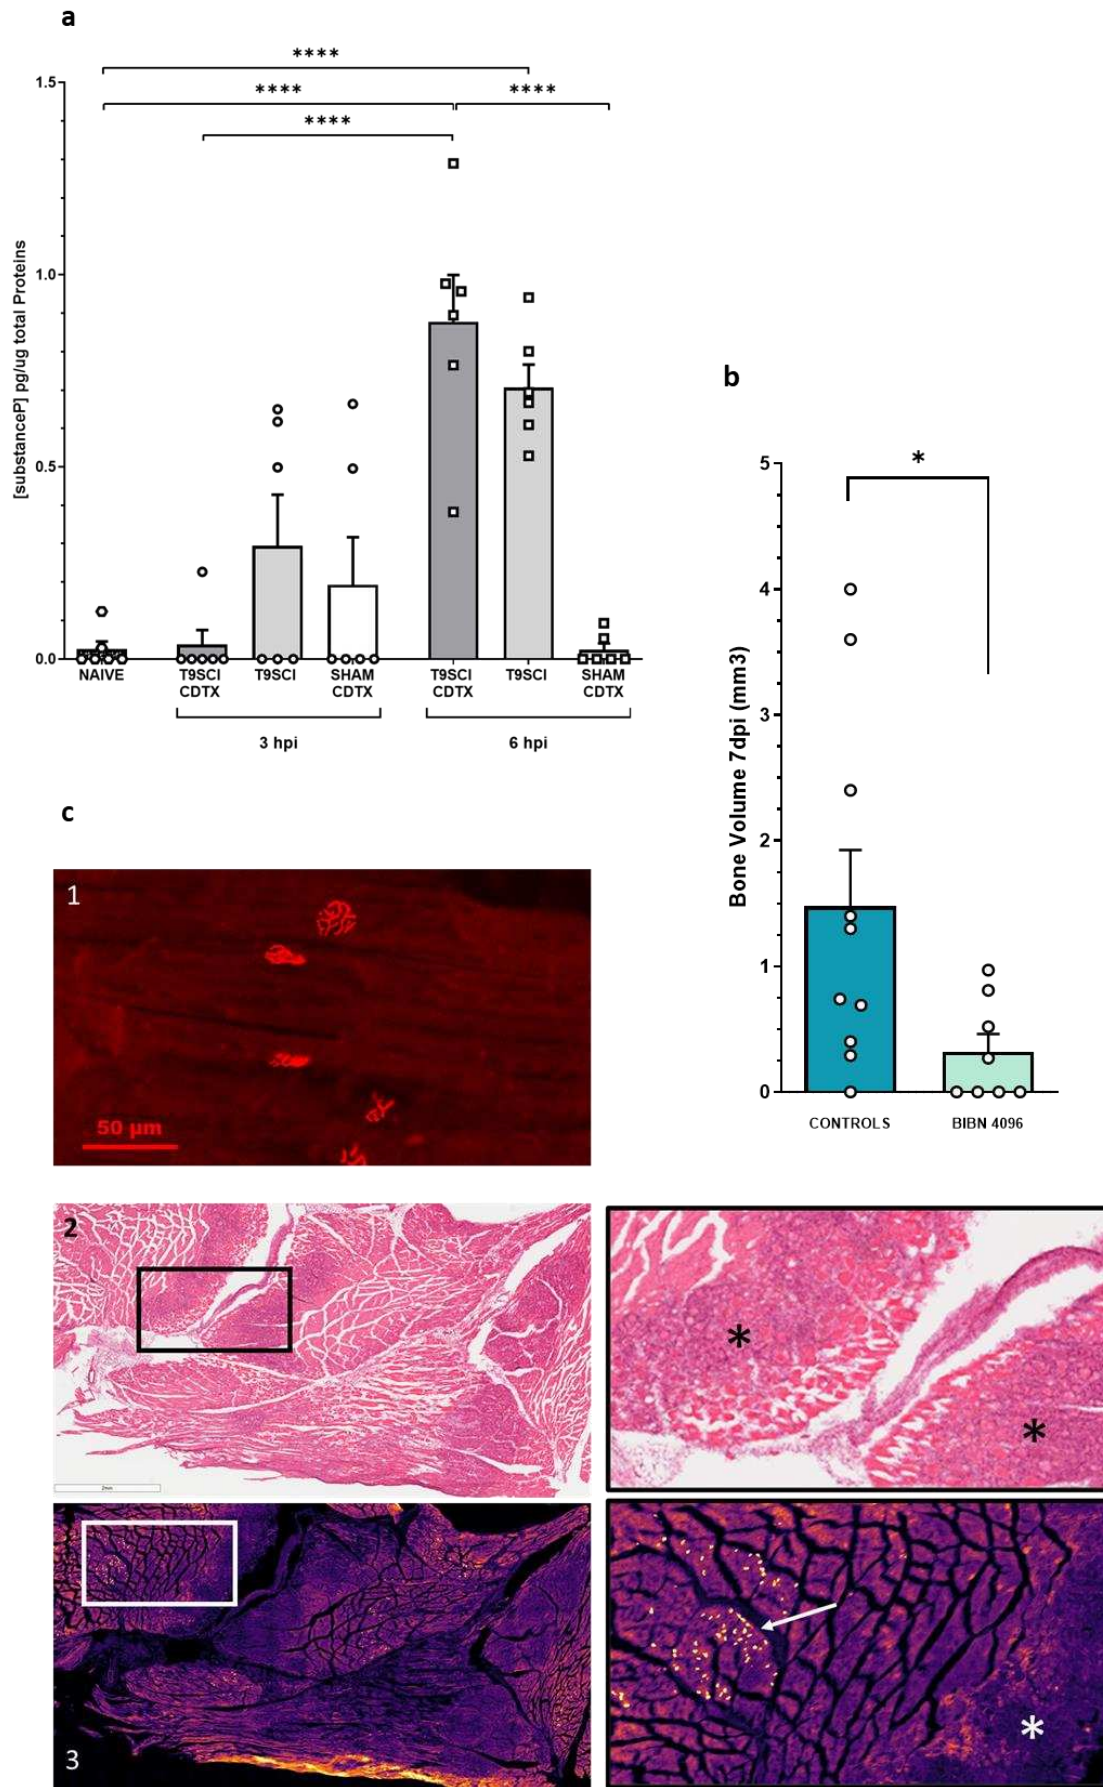 a
****
**** ****
****
1.5
1.0
0.5
0.0
[substanceP] pg/ug total Proteins
NAIVE T9SCI CDTX T9SCI SHAM CDTX T9SCI CDTX T9SCI SHAM CDTX
3 hpi 6 hpi
b
*
5
4
3
2
1
0
Bone Volume 7dpi (mm3)
CONTROLS BIBN 4096
c
1
50 µm
2
2mm
*
*
3
*